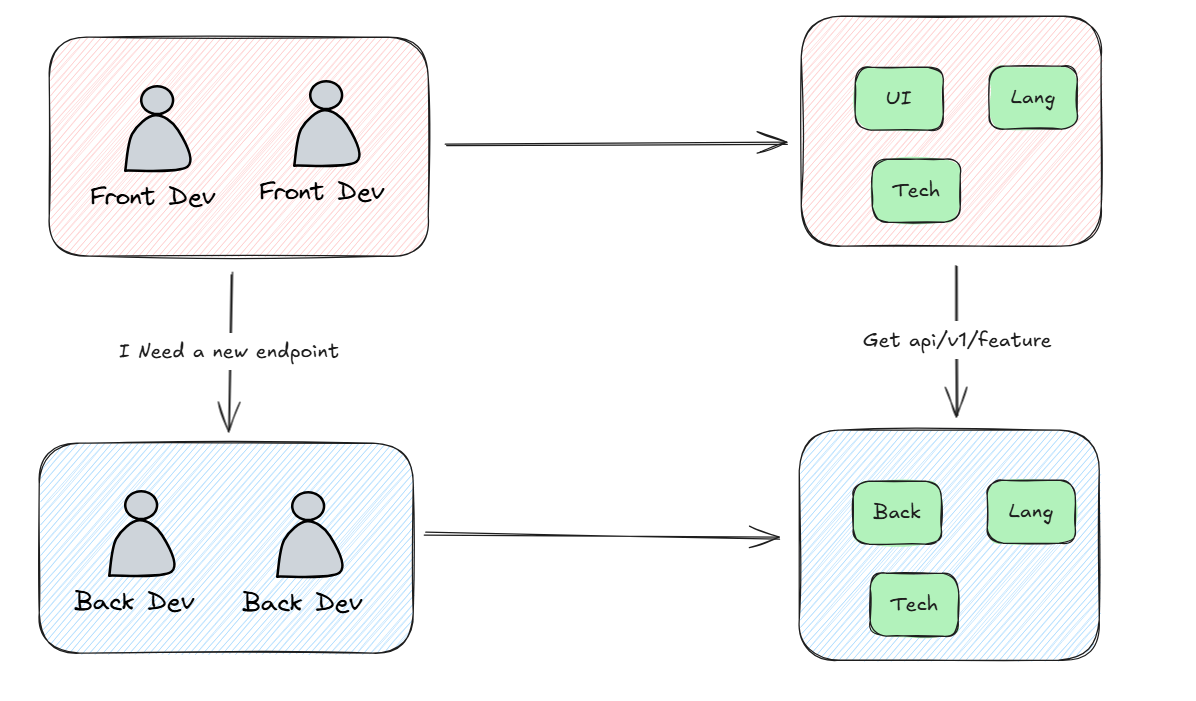 UI
Lang
Tech
Front Dev
Front Dev
I Need a new endpoint
Get api/v1/feature
Back
Lang
Tech
Back Dev
Back Dev